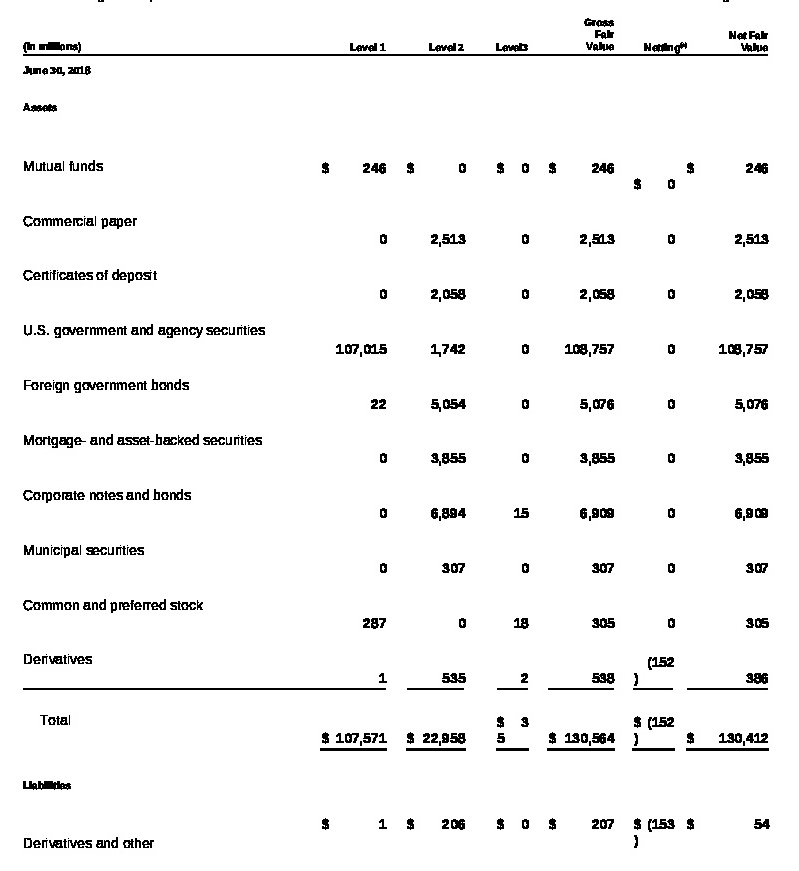 Gross
Fair Net Fair
(In millions) Level 1 Level 2 Level3 Value Netting(a) Value
June 30, 2018
Assets
Mutual funds $ 246 $ 0 $ 0 $ 246 $ 246
$ 0
Commercial paper
0 2,513 0 2,513 0 2,513
Certificates of deposit
0 2,058 0 2,058 0 2,058
U.S. government and agency securities
107,015 1,742 0 108,757 0 108,757
Foreign government bonds
22 5,054 0 5,076 0 5,076
Mortgage- and asset-backed securities
0 3,855 0 3,855 0 3,855
Corporate notes and bonds
0 6,894 15 6,909 0 6,909
Municipal securities
0 307 0 307 0 307
Common and preferred stock
287 0 18 305 0 305
Derivatives (152
1 535 2 538 ) 386
Total $ 3 $ (152
$ 107,571 $ 22,958 5 $ 130,564 ) $ 130,412
Liabilities
$ 1 $ 206 $ 0 $ 207 $ (153 $ 54
Derivatives and other )